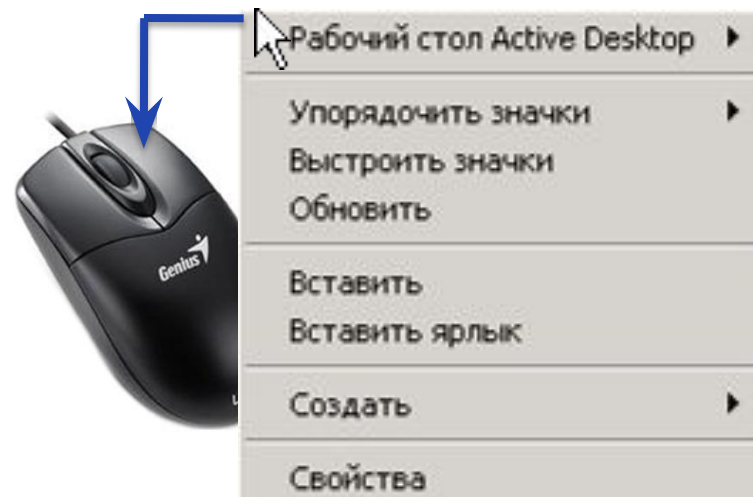 Рабочий стол Active Desktop
Упорядочить значки
Выстроить значки
Обновить
Вставить
Вставить ярлык
Создать
Свойства
Genius